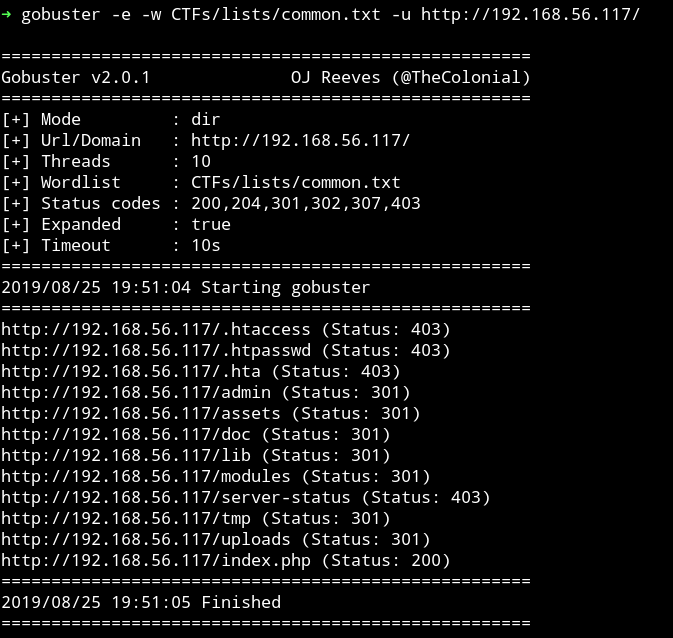 ➜ gobuster -e -w CTFs/lists/common.txt -u http://192.168.56.117/
=====================================================
Gobuster v2.0.1              OJ Reeves (@TheColonial)
=====================================================
[+] Mode         : dir
[+] Url/Domain   : http://192.168.56.117/
[+] Threads      : 10
[+] Wordlist     : CTFs/lists/common.txt
[+] Status codes : 200,204,301,302,307,403
[+] Expanded     : true
[+] Timeout      : 10s
=====================================================
2019/08/25 19:51:04 Starting gobuster
=====================================================
http://192.168.56.117/.htaccess (Status: 403)
http://192.168.56.117/.htpasswd (Status: 403)
http://192.168.56.117/.hta (Status: 403)
http://192.168.56.117/admin (Status: 301)
http://192.168.56.117/assets (Status: 301)
http://192.168.56.117/doc (Status: 301)
http://192.168.56.117/lib (Status: 301)
http://192.168.56.117/modules (Status: 301)
http://192.168.56.117/server-status (Status: 403)
http://192.168.56.117/tmp (Status: 301)
http://192.168.56.117/uploads (Status: 301)
http://192.168.56.117/index.php (Status: 200)
=====================================================
2019/08/25 19:51:05 Finished
=====================================================